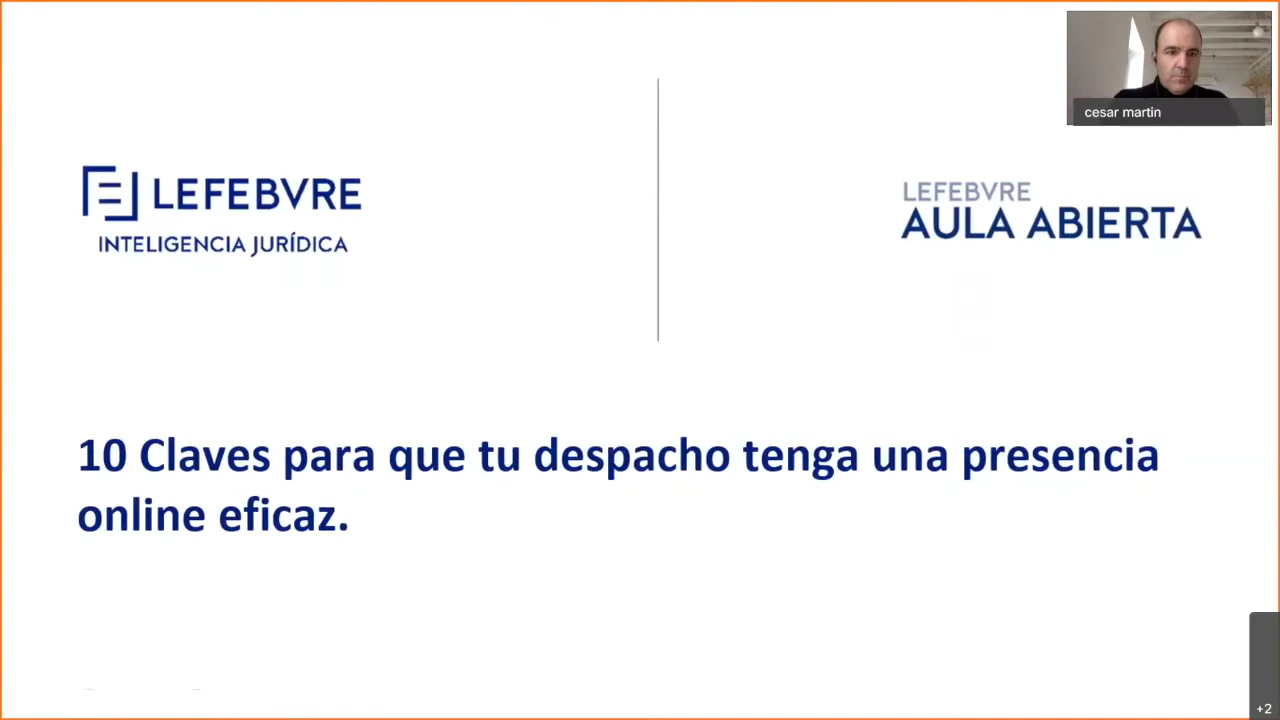 cesar martin
LEFEBVRE
INTELIGENCIA JURÍDICA
LEFEBVRE
AULA ABIERTA
10 Claves para que tu despacho tenga una presencia
online eficaz.
+2